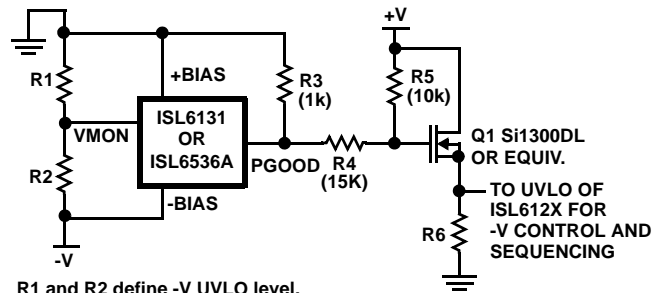 +V
R1
+BIAS
R3
(1k)
R5
(10k)
ISL6131
OR
ISL6536A
VMON
PGOOD
R4
(15K)
Q1 Si1300DL
OR EQUIV.
R2
-BIAS
-V
TO UVLO OF
ISL612X FOR
-V CONTROL AND
SEQUENCING
R6
R1 and R2 define -V UVLO level.